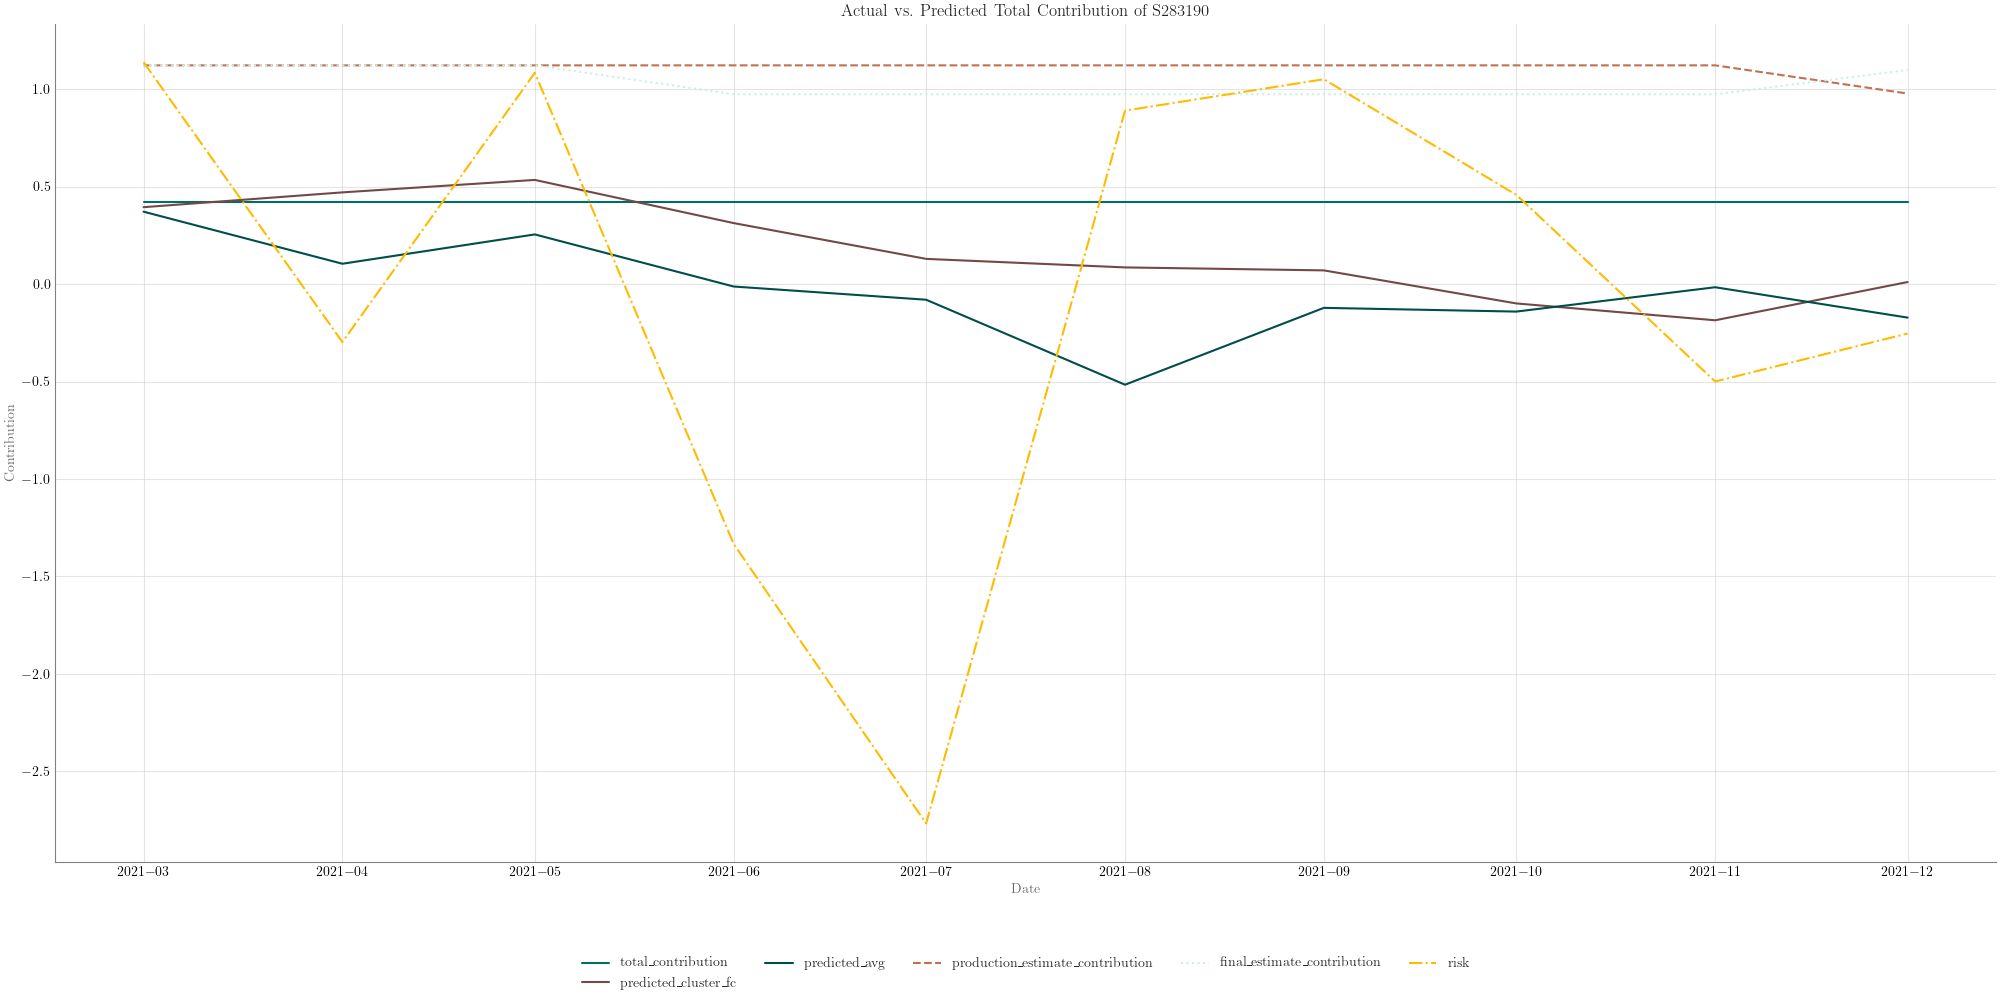 Actual vs. Predicted Total Contribution of S283190
1.0
0.5
0.0
−0.5
−1.0
−1.5
−2.0
−2.5
Contribution
2021−03 2021−04 2021−05 2021−06 2021−07 2021−08 2021−09 2021−10 2021−11 2021−12
Date
total_contribution predicted_avg production_estimate_contribution final_estimate_contribution risk
predicted_cluster_fc